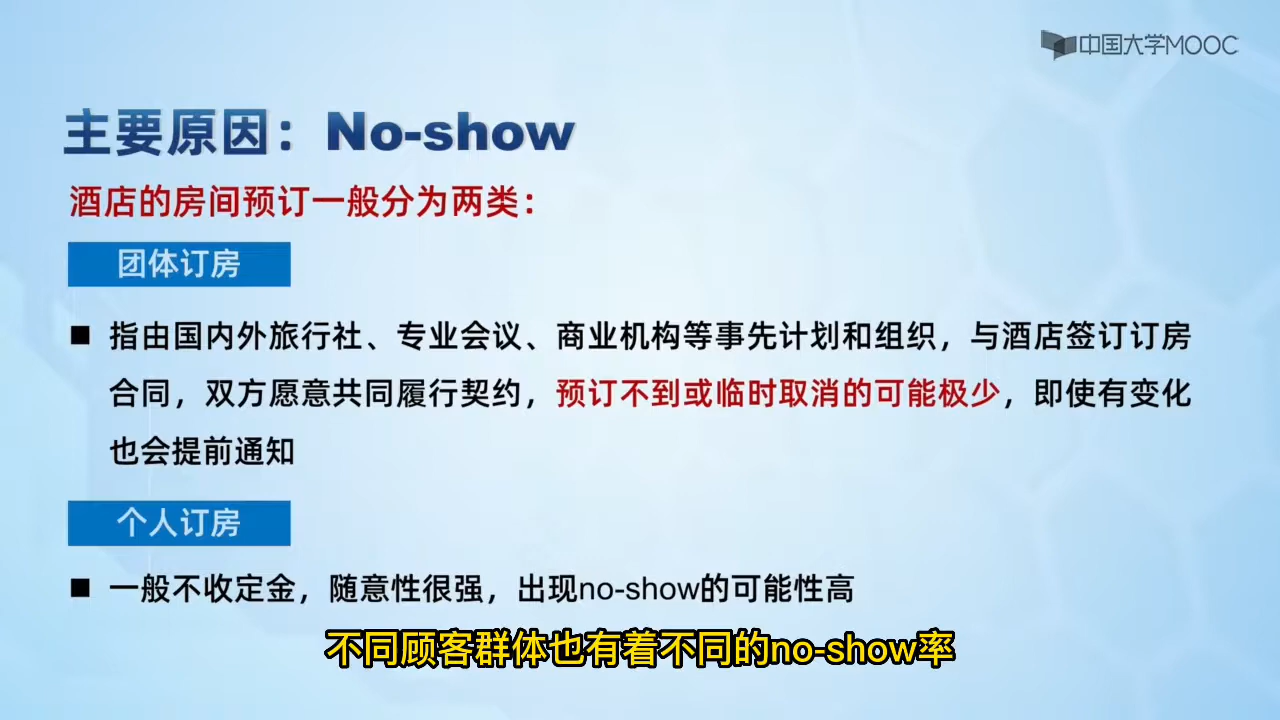 中国大学MOOC
主要原因：No-show
酒店的房间预订一般分为两类：
团体订房
■ 指由国内外旅行社、专业会议、商业机构等事先计划和组织，与酒店签订订房
合同，双方愿意共同履行契约，预订不到或临时取消的可能极少，即使有变化
也会提前通知
个人订房
■ 一般不收定金，随意性很强，出现no-show的可能性高
不同顾客群体也有着不同的no-show率